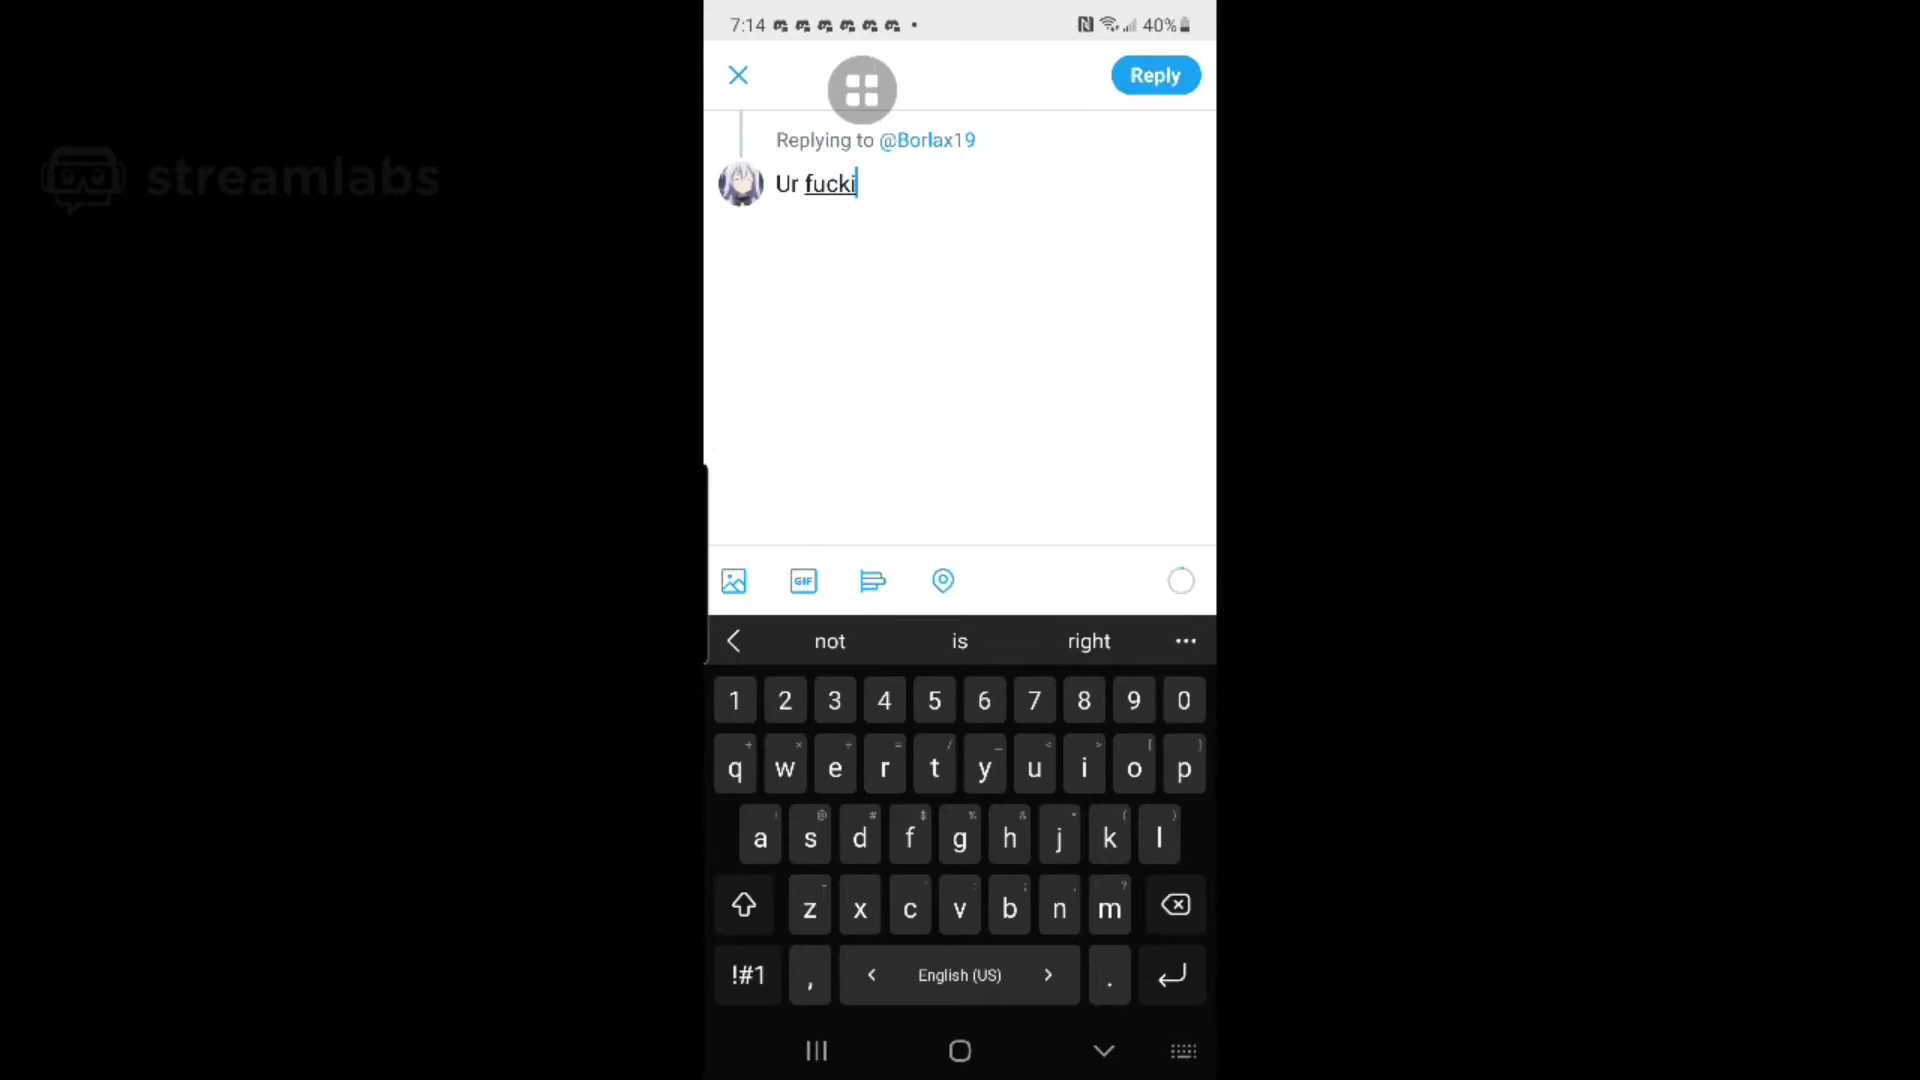 7:14 40%
streamlabs
Reply
Replying to @Borlax19
Ur fucki
GIF
not is right
1 2 3 4 5 6 7 8 9 0
q w e r t y u i o p
a s d f g h j k l
z x c v b n m
!#1 , < English (US) > .